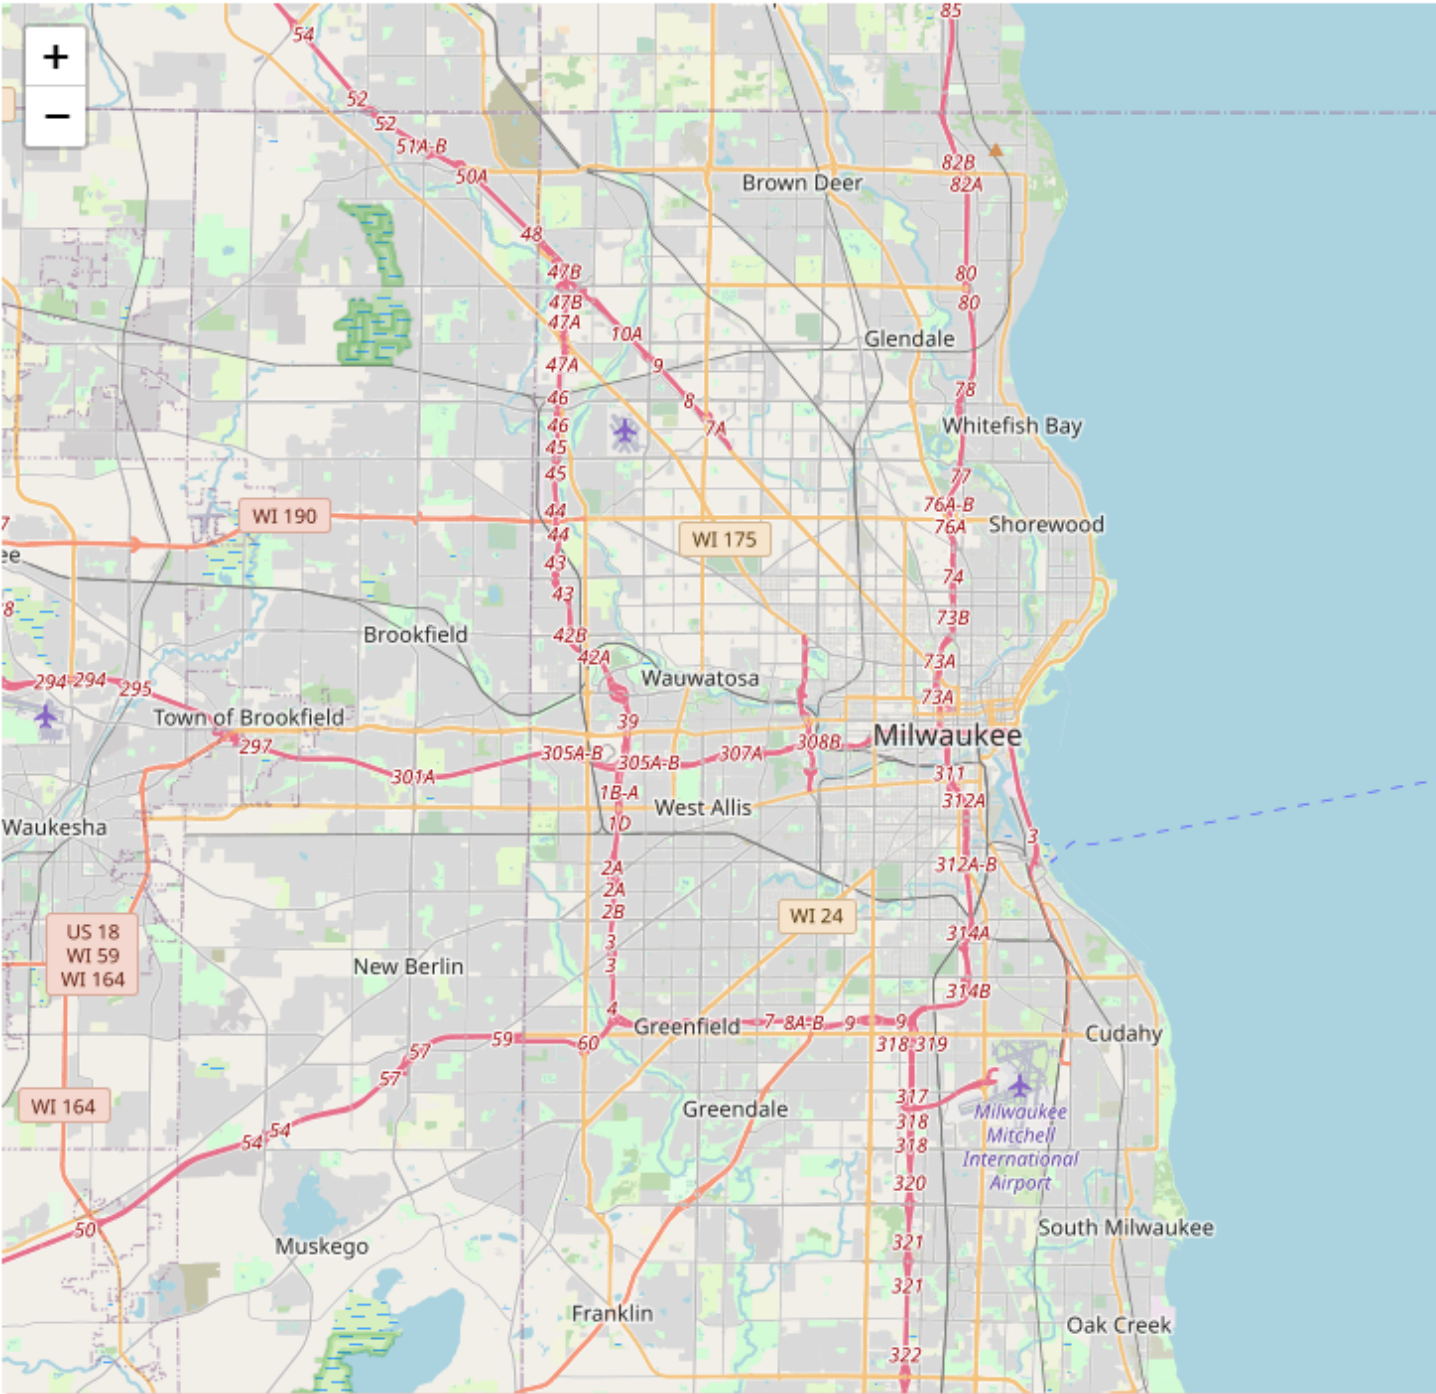 +
−
85
54
52
52
51A-B
50A
82B
82A
Brown Deer
48
47B
80
47B
80
47A
10A
Glendale
47A
9
78
46
8
46
7A
Whitefish Bay
45
45
77
76A-B
44
WI 190
7
76A
Shorewood
44
WI 175
ee
43
74
43
8
73B
42B
Brookfield
42A
73A
Wauwatosa
294
294
295
73A
Town of Brookfield
39
Milwaukee
297
308B
305A-B
305A-B
307A
301A
311
1B-A
312A
West Allis
1D
Waukesha
3
2A
312A-B
2A
2B
WI 24
US 18
WI 59
WI 164
314A
3
3
New Berlin
314B
4
Greenfield
7
8A-B
9
9
Cudahy
59
60
318-319
57
57
317
WI 164
Greendale
Milwaukee
Mitchell
International
Airport
318
54
54
318
320
50
South Milwaukee
Muskego
321
321
Franklin
Oak Creek
322